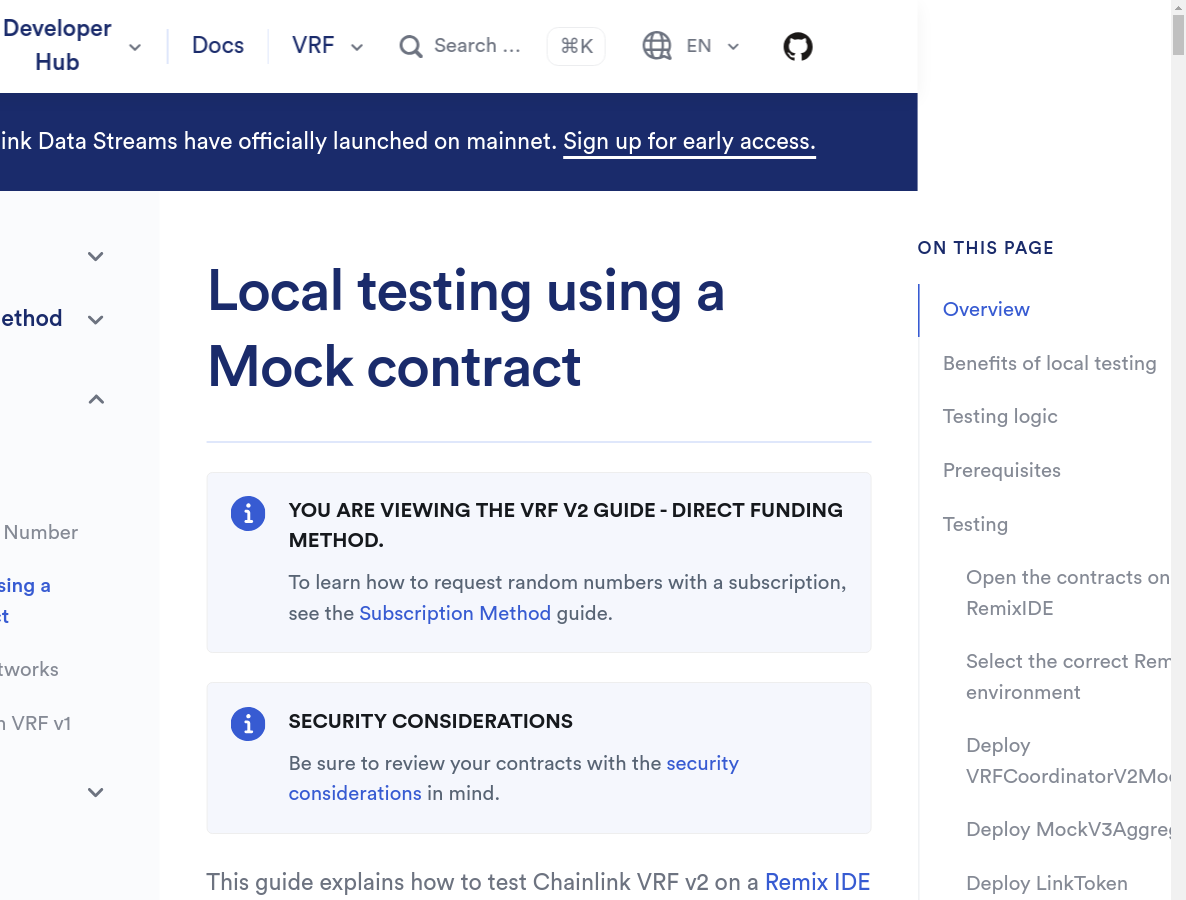 Developer
Hub
Docs
VRF
Search ...
⌘K
EN
ink Data Streams have officially launched on mainnet. Sign up for early access.
ethod
Number
sing a
ct
tworks
n VRF v1
Local testing using a
Mock contract
YOU ARE VIEWING THE VRF V2 GUIDE - DIRECT FUNDING
METHOD.
To learn how to request random numbers with a subscription,
see the Subscription Method guide.
SECURITY CONSIDERATIONS
Be sure to review your contracts with the security
considerations in mind.
This guide explains how to test Chainlink VRF v2 on a Remix IDE
ON THIS PAGE
Overview
Benefits of local testing
Testing logic
Prerequisites
Testing
Open the contracts on
RemixIDE
Select the correct Rem
environment
Deploy
VRFCoordinatorV2Moc
Deploy MockV3Aggreg
Deploy LinkToken